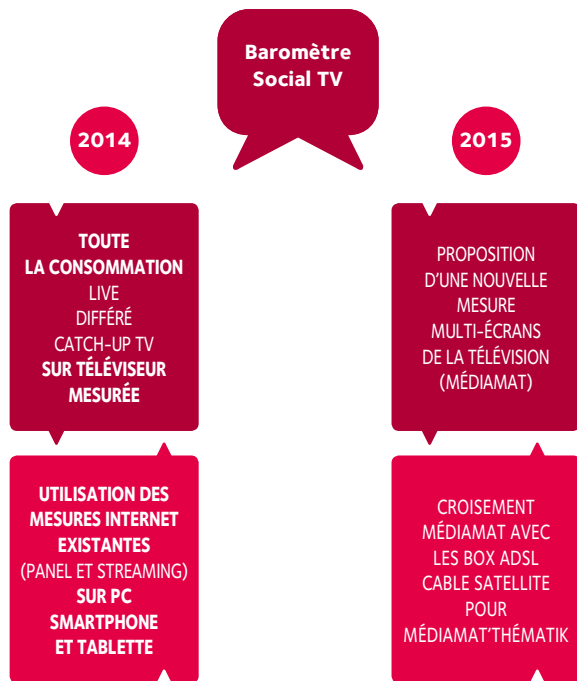 Baromètre
Social TV
2014
TOUTE
LA CONSOMMATION
LIVE
DIFFÉRÉ
CATCH-UP TV
SUR TÉLÉVISEUR
MESURÉE
UTILISATION DES
MESURES INTERNET
EXISTANTES
(PANEL ET STREAMING)
SUR PC
SMARTPHONE
ET TABLETTE
2015
PROPOSITION
D'UNE NOUVELLE
MESURE
MULTI-ÉCRANS
DE LA TÉLÉVISION
(MÉDIAMAT)
CROISEMENT
MÉDIAMAT AVEC
LES BOX ADSL
CABLE SATELLITE
POUR
MÉDIAMAT'THÉMATIK